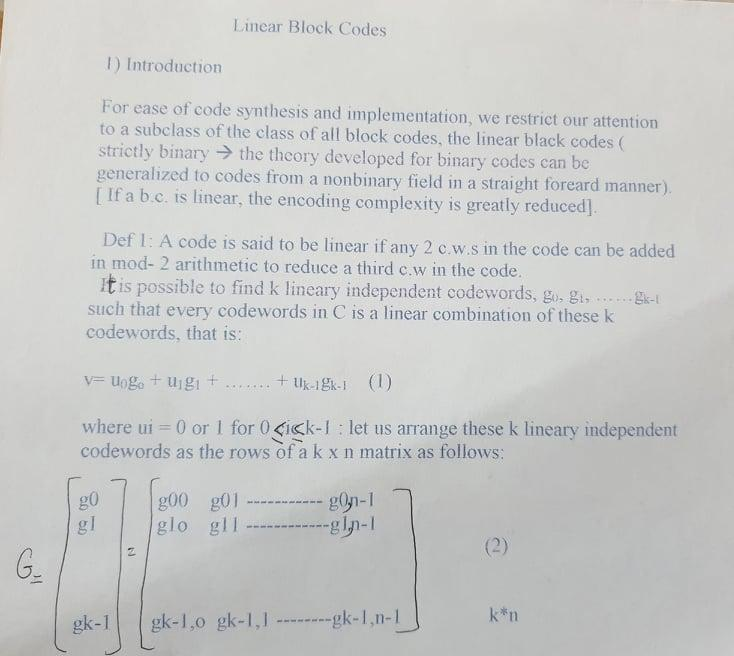 Linear Block Codes
1) Introduction
For ease of code synthesis and implementation, we restrict our attention
to a subclass of the class of all block codes, the linear black codes (
strictly binary → the theory developed for binary codes can be
generalized to codes from a nonbinary field in a straight foreard manner).
[ If a b.c. is linear, the encoding complexity is greatly reduced].
Def 1: A code is said to be linear if any 2 c.w.s in the code can be added
in mod- 2 arithmetic to reduce a third c.w in the code.
It is possible to find k lineary independent codewords, g₀, g₁, ......gₖ₋₁
such that every codewords in C is a linear combination of these k
codewords, that is:
v= u₀gₒ + u₁g₁ + ....... + uₖ₋₁gₖ₋₁ (1)
where ui = 0 or 1 for 0 ≤i≤k-1 : let us arrange these k lineary independent
codewords as the rows of a k x n matrix as follows:
g0 g00 g01 ----------- g0,n-1
g1 g1o g11 ------------g1,n-1
G= = (2)
gk-1 gk-1,o gk-1,1 --------gk-1,n-1 k*n